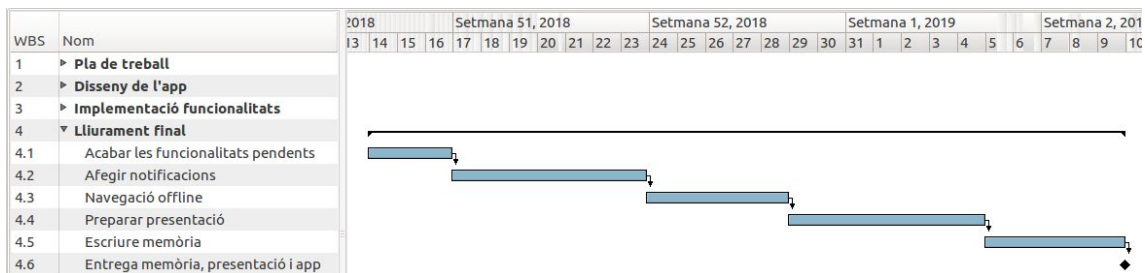 2018 Setmana 51, 2018 Setmana 52, 2018 Setmana 1, 2019 Setmana 2, 201
WBS Nom 13 14 15 16 17 18 19 20 21 22 23 24 25 26 27 28 29 30 31 1 2 3 4 5 6 7 8 9 10
1 Pla de treball
2 Disseny de l'app
3 Implementació funcionalitats
4 Lliurament final
4.1 Acabar les funcionalitats pendents
4.2 Afegir notificacions
4.3 Navegació offline
4.4 Preparar presentació
4.5 Escriure memòria
4.6 Entrega memòria, presentació i app